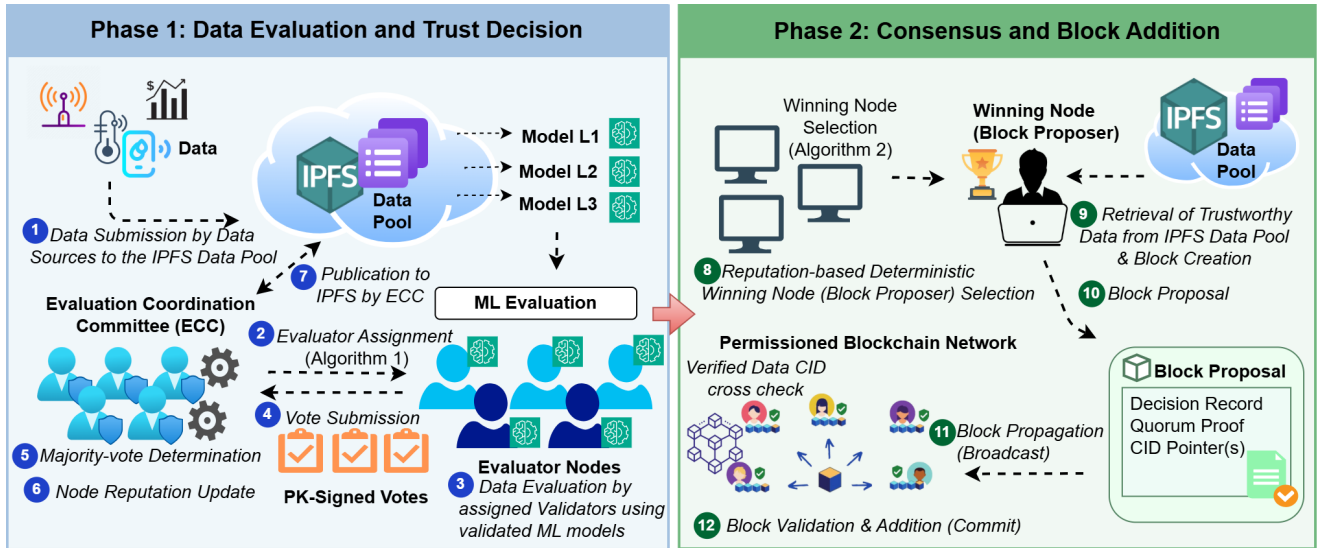 Phase 1: Data Evaluation and Trust Decision
$
Data
IPFS
Data
Pool
Model L1
Model L2
Model L3
1 Data Submission by Data
Sources to the IPFS Data Pool
7 Publication to
IPFS by ECC
ML Evaluation
Evaluation Coordination
Committee (ECC)
2 Evaluator Assignment
(Algorithm 1)
4 Vote Submission
5 Majority-vote Determination
6 Node Reputation Update
PK-Signed Votes
Evaluator Nodes
3 Data Evaluation by
assigned Validators using
validated ML models
Phase 2: Consensus and Block Addition
Winning Node
Selection
(Algorithm 2)
Winning Node
(Block Proposer)
IPFS
Data
Pool
8 Reputation-based Deterministic
Winning Node (Block Proposer) Selection
9 Retrieval of Trustworthy
Data from IPFS Data Pool
& Block Creation
10 Block Proposal
Permissioned Blockchain Network
Verified Data CID
cross check
Block Proposal
Decision Record
Quorum Proof
CID Pointer(s)
11 Block Propagation
(Broadcast)
12 Block Validation & Addition (Commit)